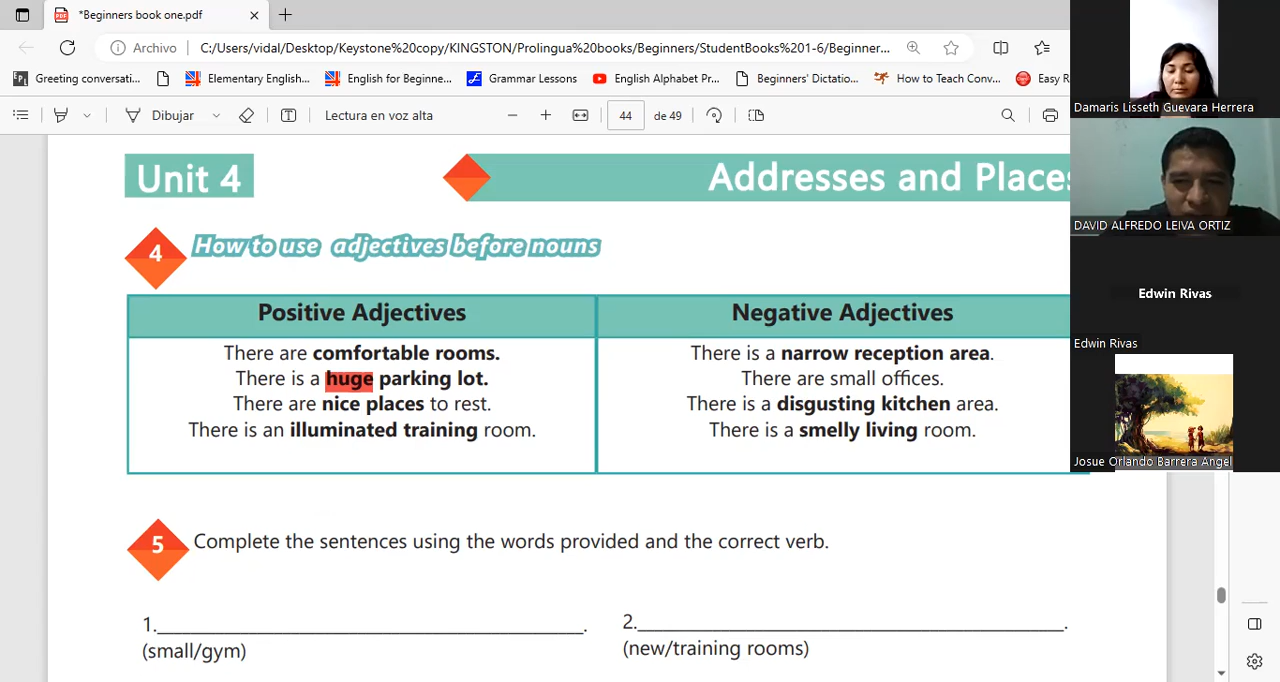 *Beginners book one.pdf
Archivo
C:/Users/vidal/Desktop/Keystone%20copy/KINGSTON/Prolingua%20books/Beginners/StudentBooks%201-6/Beginner...
Greeting conversati...
Elementary English...
English for Beginne...
Grammar Lessons
English Alphabet Pr...
Beginners' Dictatio...
How to Teach Conv...
Easy R
Dibujar
Lectura en voz alta
44
de 49
Unit 4
Addresses and Places
4
How to use adjectives before nouns
Positive Adjectives
There are comfortable rooms.
There is a huge parking lot.
There are nice places to rest.
There is an illuminated training room.
Negative Adjectives
There is a narrow reception area.
There are small offices.
There is a disgusting kitchen area.
There is a smelly living room.
5
Complete the sentences using the words provided and the correct verb.
1.___________________________________________.
(small/gym)
2.___________________________________________.
(new/training rooms)
Damaris Lisseth Guevara Herrera
DAVID ALFREDO LEIVA ORTIZ
Edwin Rivas
Edwin Rivas
Josue Orlando Barrera Angel